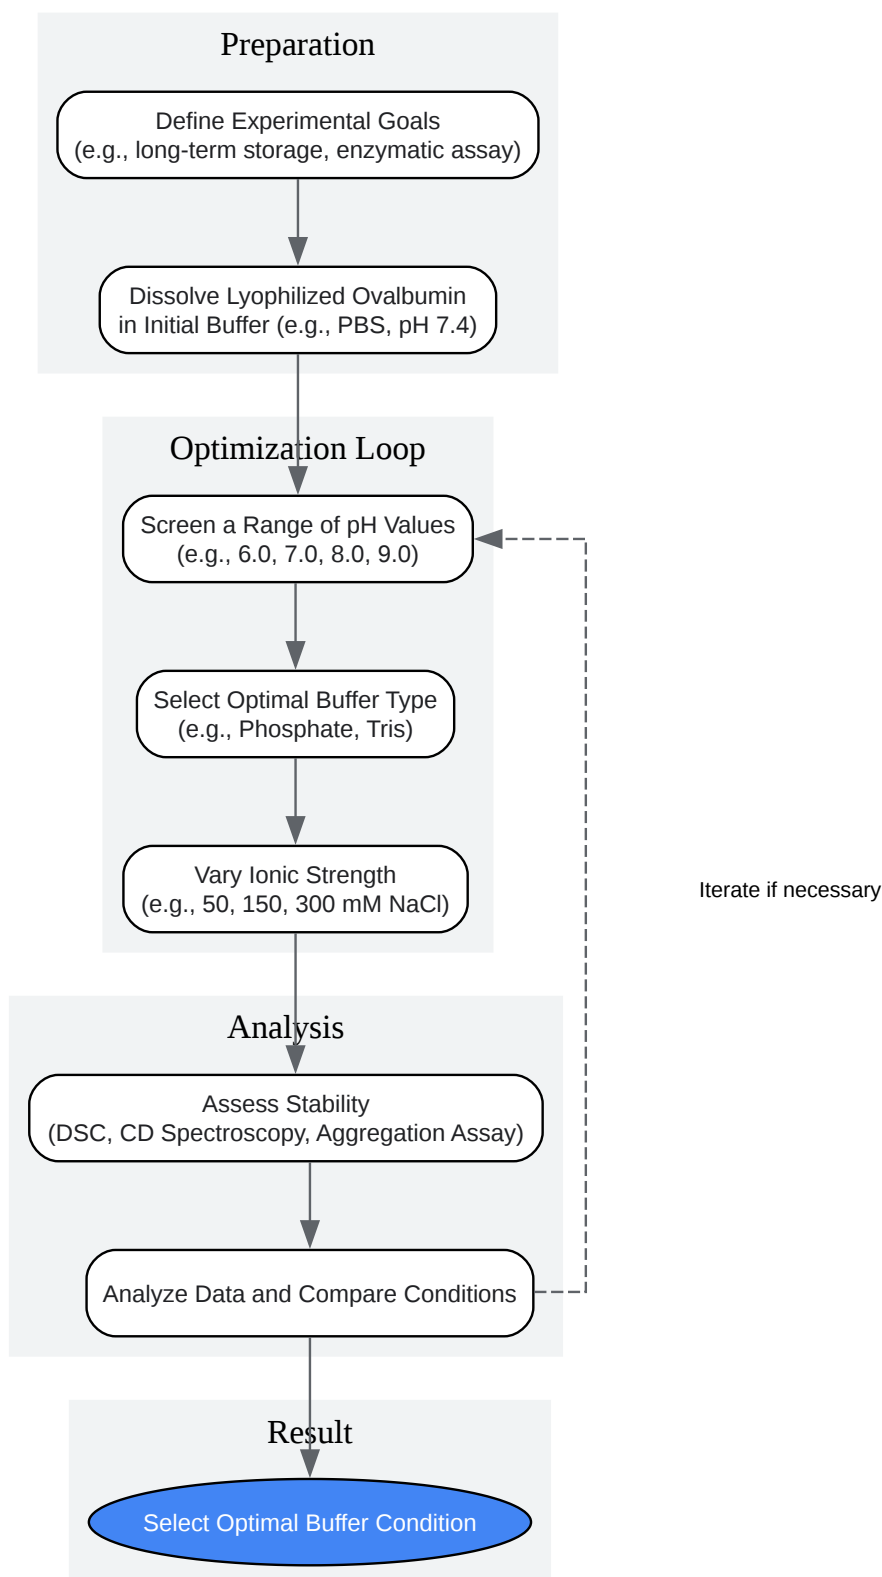 Preparation
Define Experimental Goals
(e.g., long-term storage, enzymatic assay)
Dissolve Lyophilized Ovalbumin
in Initial Buffer (e.g., PBS, pH 7.4)
Optimization Loop
Screen a Range of pH Values
(e.g., 6.0, 7.0, 8.0, 9.0)
Select Optimal Buffer Type
(e.g., Phosphate, Tris)
Vary Ionic Strength
(e.g., 50, 150, 300 mM NaCl)
Iterate if necessary
Analysis
Assess Stability
(DSC, CD Spectroscopy, Aggregation Assay)
Analyze Data and Compare Conditions
Result
Select Optimal Buffer Condition